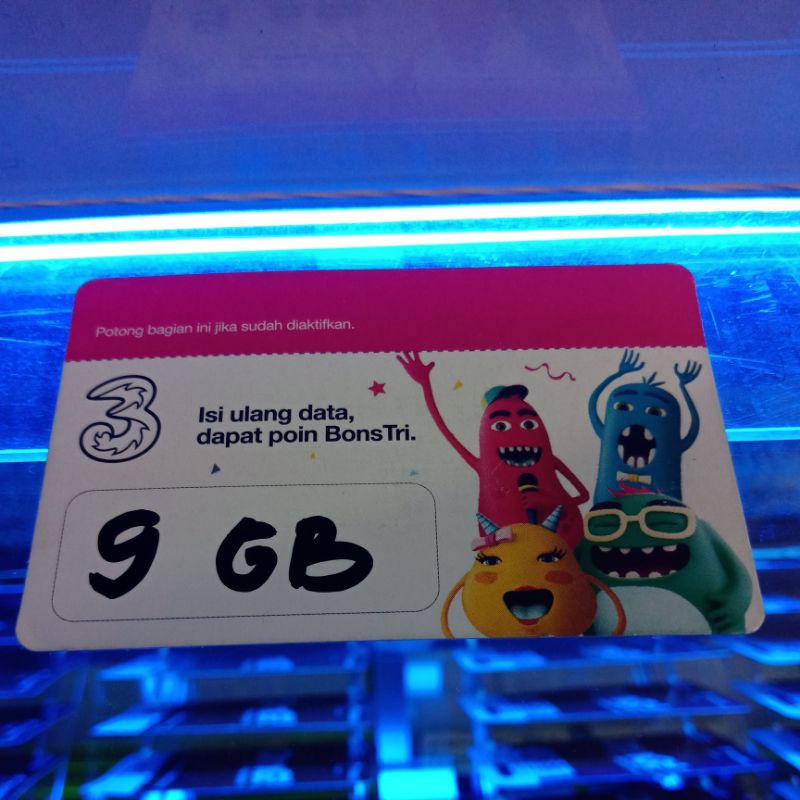 Potong bagian ini jika sudah diaktifkan.
3
Isi ulang data,
dapat poin BonsTri.
9 GB